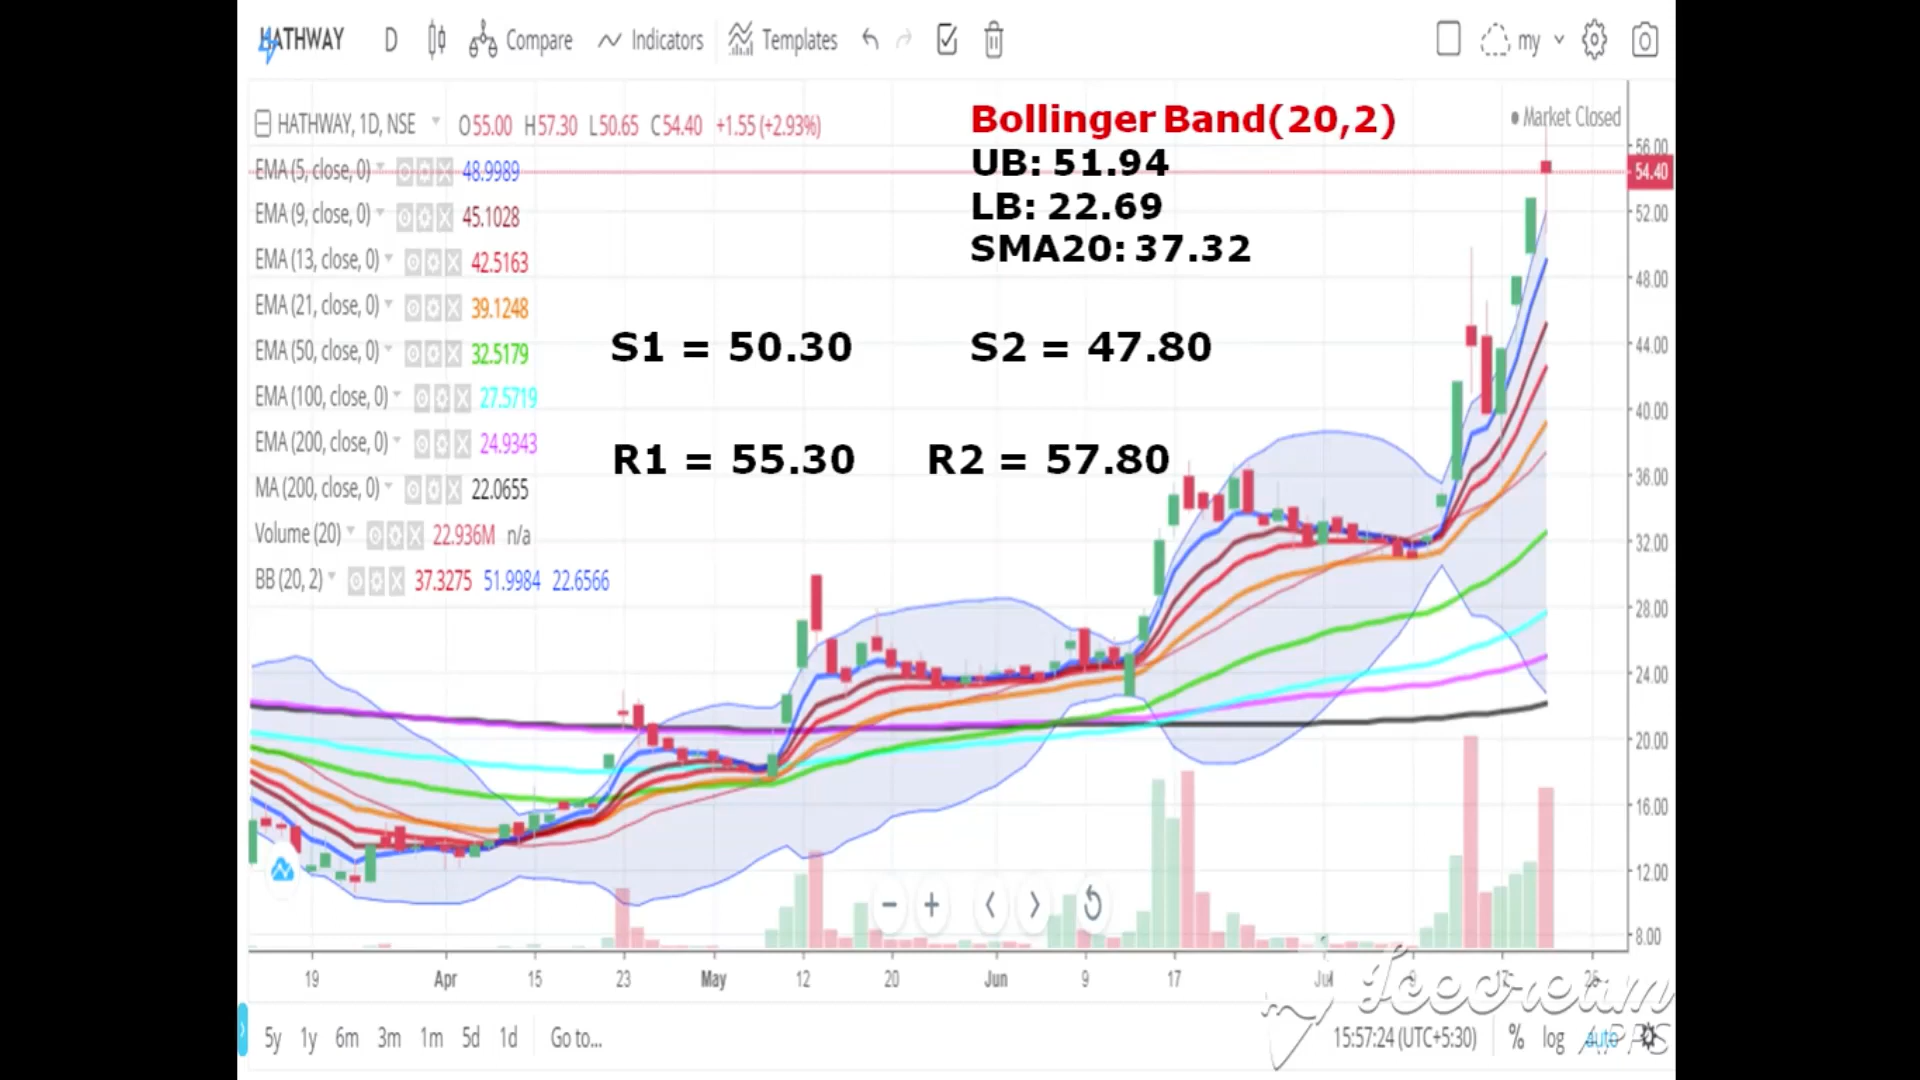 HATHWAY D Compare Indicators Templates my
HATHWAY, 1D, NSE O55.00 H57.30 L50.65 C54.40 +1.55 (+2.93%)
Bollinger Band(20,2)
Market Closed
56.00
EMA (5, close, 0) 48.9989
UB: 51.94
54.40
EMA (9, close, 0) 45.1028
LB: 22.69
52.00
EMA (13, close, 0) 42.5163
SMA20: 37.32
48.00
EMA (21, close, 0) 39.1248
EMA (50, close, 0) 32.5179
S1 = 50.30 S2 = 47.80
44.00
EMA (100, close, 0) 27.5719
40.00
EMA (200, close, 0) 24.9343
R1 = 55.30 R2 = 57.80
36.00
MA (200, close, 0) 22.0655
Volume (20) 22.936M n/a
32.00
BB (20, 2) 37.3275 51.9984 22.6566
28.00
24.00
20.00
16.00
12.00
8.00
19 Apr 15 23 May 12 20 Jun 9 17 Jul 26
Icecream
APPS
5y 1y 6m 3m 1m 5d 1d Go to... 15:57:24 (UTC+5:30) % log auto